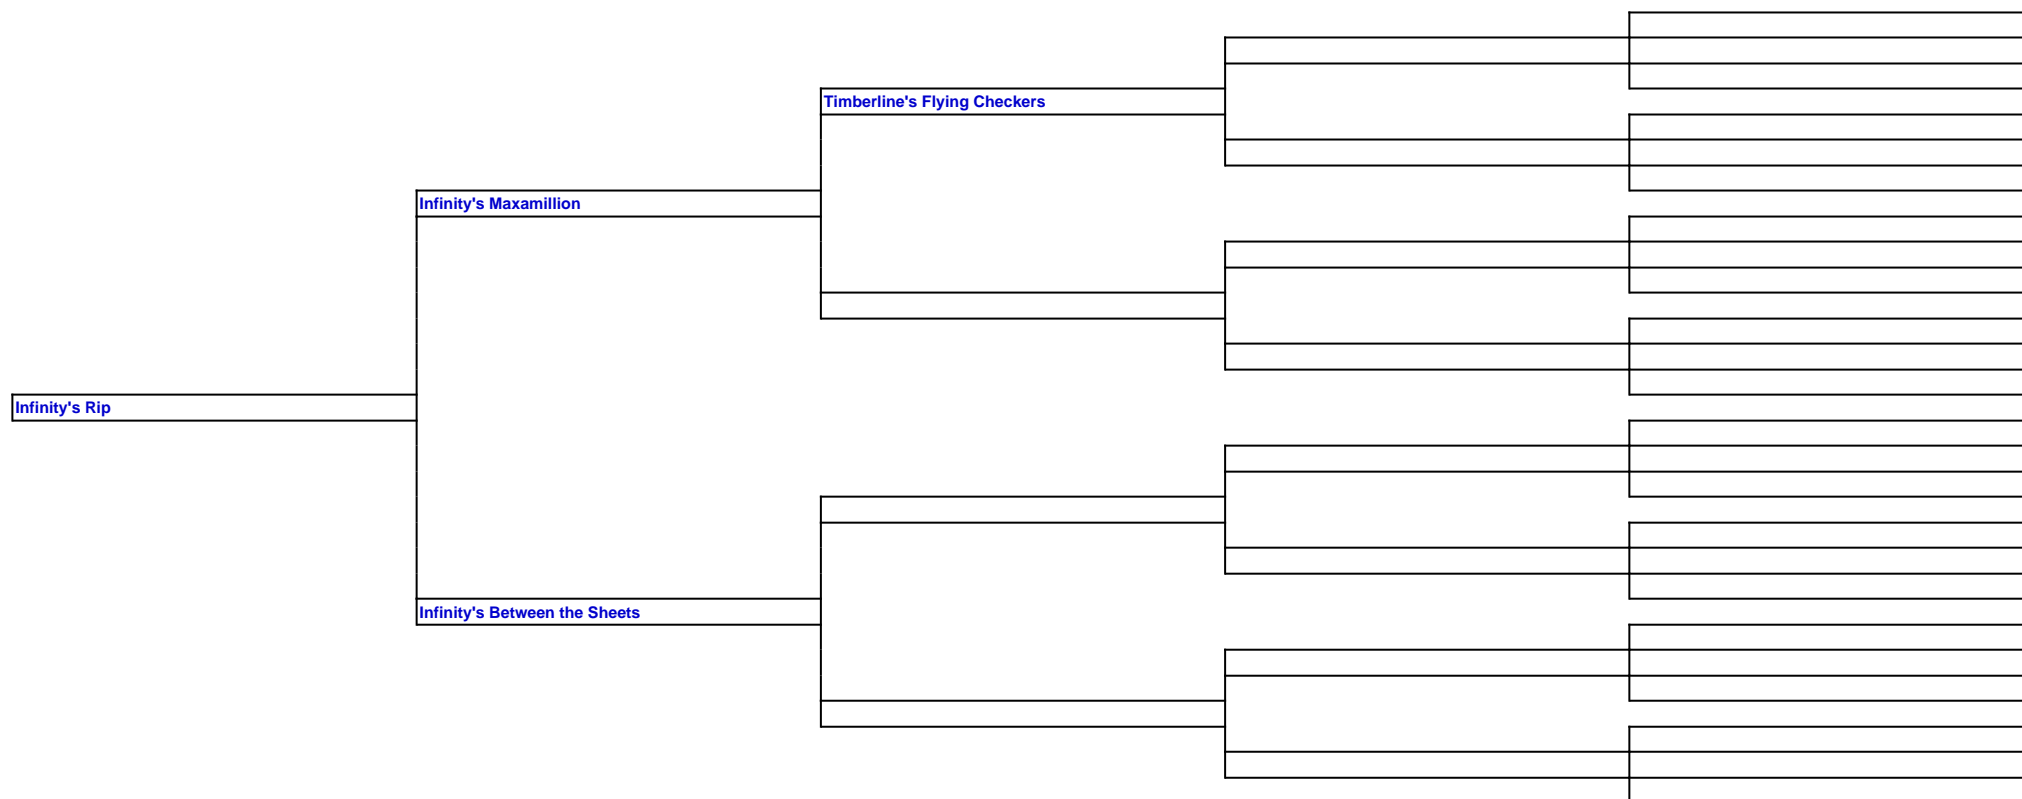 Timberline's Flying Checkers
Infinity's Maxamillion
Infinity's Rip
Infinity's Between the Sheets